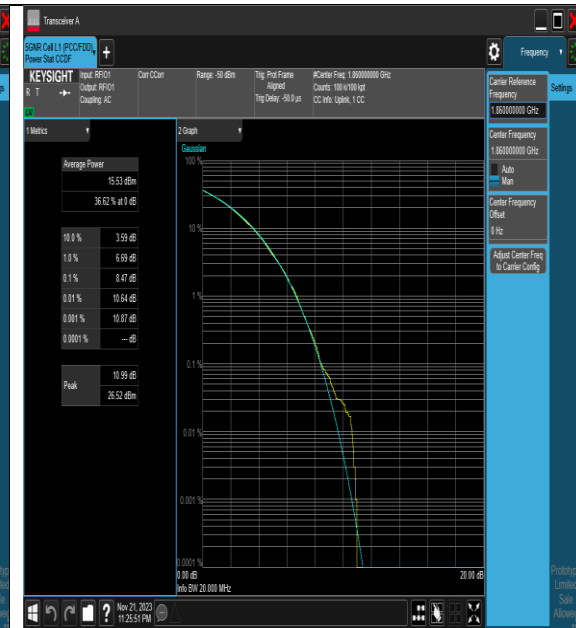 Transceiver A
5GNR Cell L1 (PCC/FDD),
Power Stat CCDF
+
Frequency
KEYSIGHT
R T
LXI
Input: RFIO1
Output: RFIO1
Coupling: AC
Corr CCorr
Range: -50 dBm
Trig: Prot Frame
Aligned
Trig Delay: -50.0 µs
#Center Freq: 1.860000000 GHz
Counts: 100 k/100 kpt
CC Info: Uplink, 1 CC
1 Metrics
Average Power
15.53 dBm
36.62 % at 0 dB
10.0 % 3.59 dB
1.0 % 6.69 dB
0.1 % 8.47 dB
0.01 % 10.64 dB
0.001 % 10.87 dB
0.0001 % --- dB
Peak
10.99 dB
26.52 dBm
2 Graph
Gaussian
100 %
10 %
1 %
0.1 %
0.01 %
0.001 %
0.0001 %
0.00 dB
20.00 dB
Info BW 20.000 MHz
Carrier Reference
Frequency
1.860000000 GHz
Center Frequency
1.860000000 GHz
Auto
Man
Center Frequency
Offset
0 Hz
Adjust Center Freq
to Carrier Config
Settings
Nov 21, 2023
11:25:51 PM
?